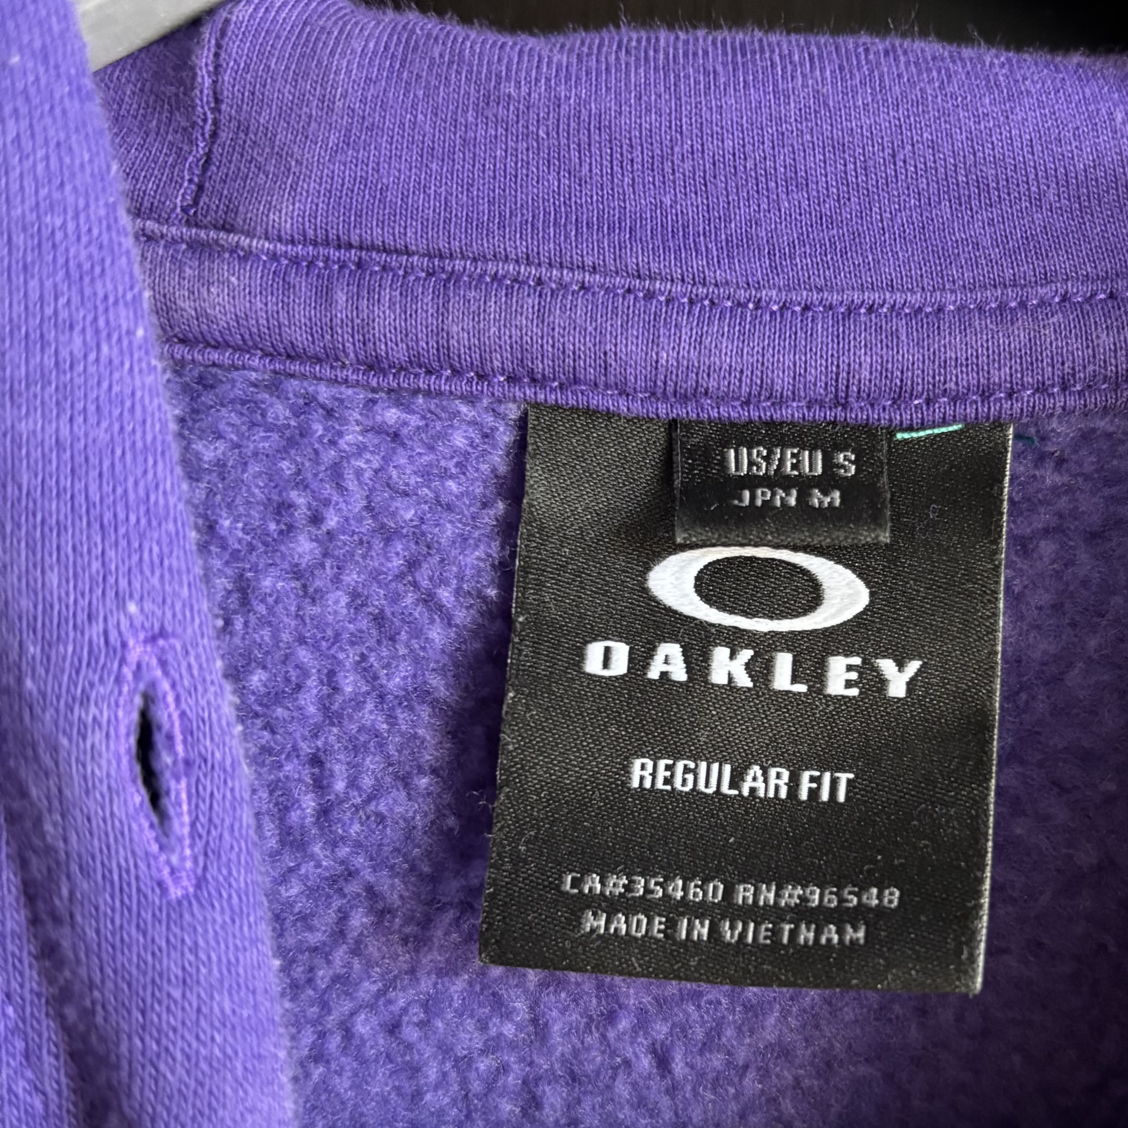 US/EU S
JPN M
OAKLEY
REGULAR FIT
CA#35460 RN#96548
MADE IN VIETNAM